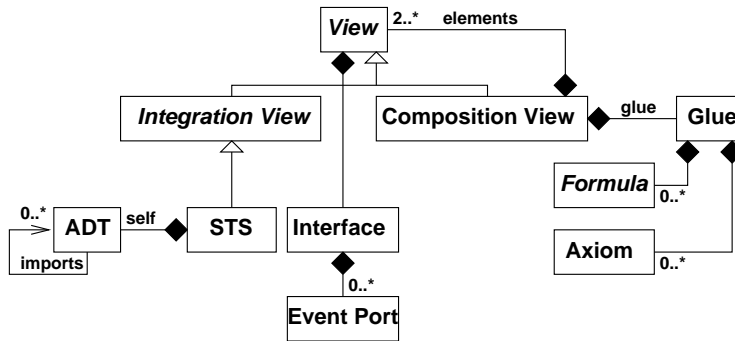 View
2..*
elements
Integration View
Composition View
glue
Glue
Formula
0..*
0..*
ADT
self
STS
Interface
Axiom
imports
0..*
0..*
Event Port